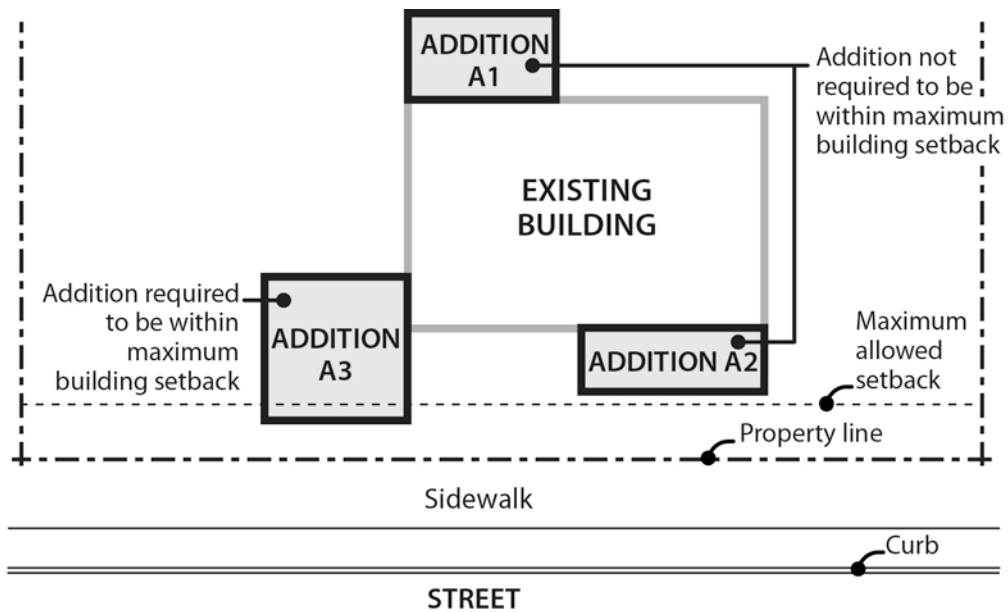 ADDITION
A1
Addition not
required to be
within maximum
building setback
EXISTING
BUILDING
Addition required
to be within
maximum
building setback
ADDITION
A3
ADDITION A2
Maximum
allowed
setback
Property line
Sidewalk
Curb
STREET